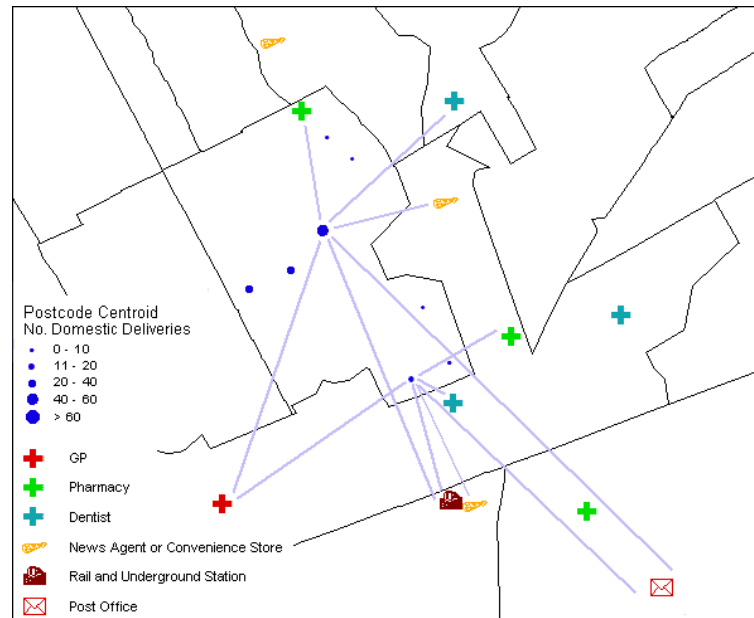 Postcode Centroid
No. Domestic Deliveries
0 - 10
11 - 20
20 - 40
40 - 60
> 60
GP
Pharmacy
Dentist
News Agent or Convenience Store
Rail and Underground Station
Post Office